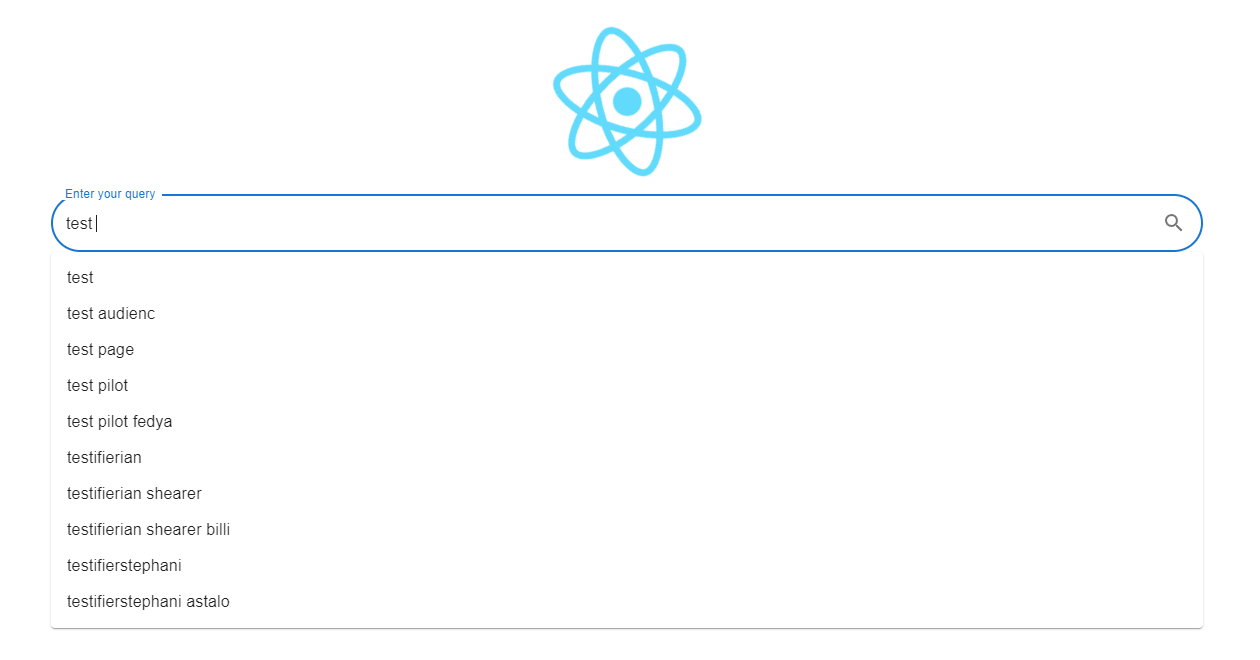 Enter your query
test
test
test audienc
test page
test pilot
test pilot fedya
testifierian
testifierian shearer
testifierian shearer billi
testifierstephani
testifierstephani astalo